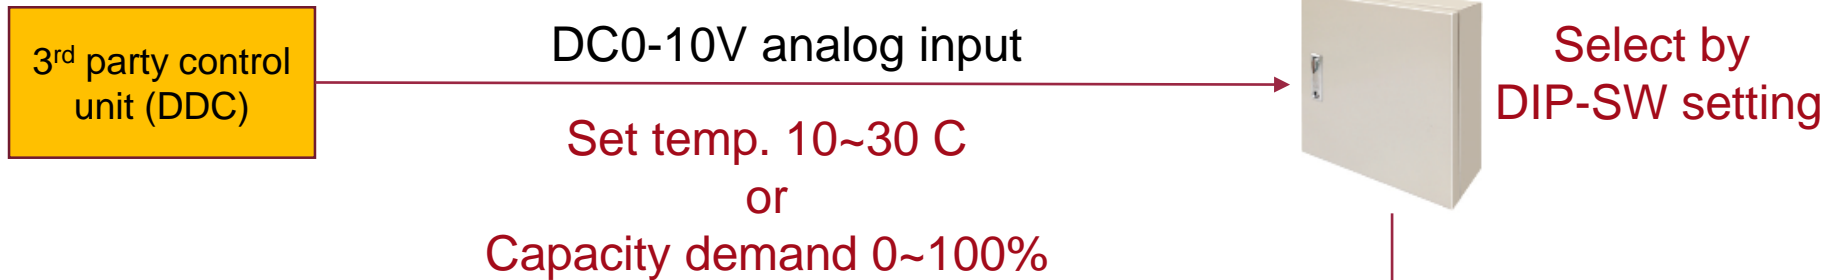 3rd party control
unit (DDC)
DC0-10V analog input
Set temp. 10~30 C
or
Capacity demand 0~100%
Select by
DIP-SW setting